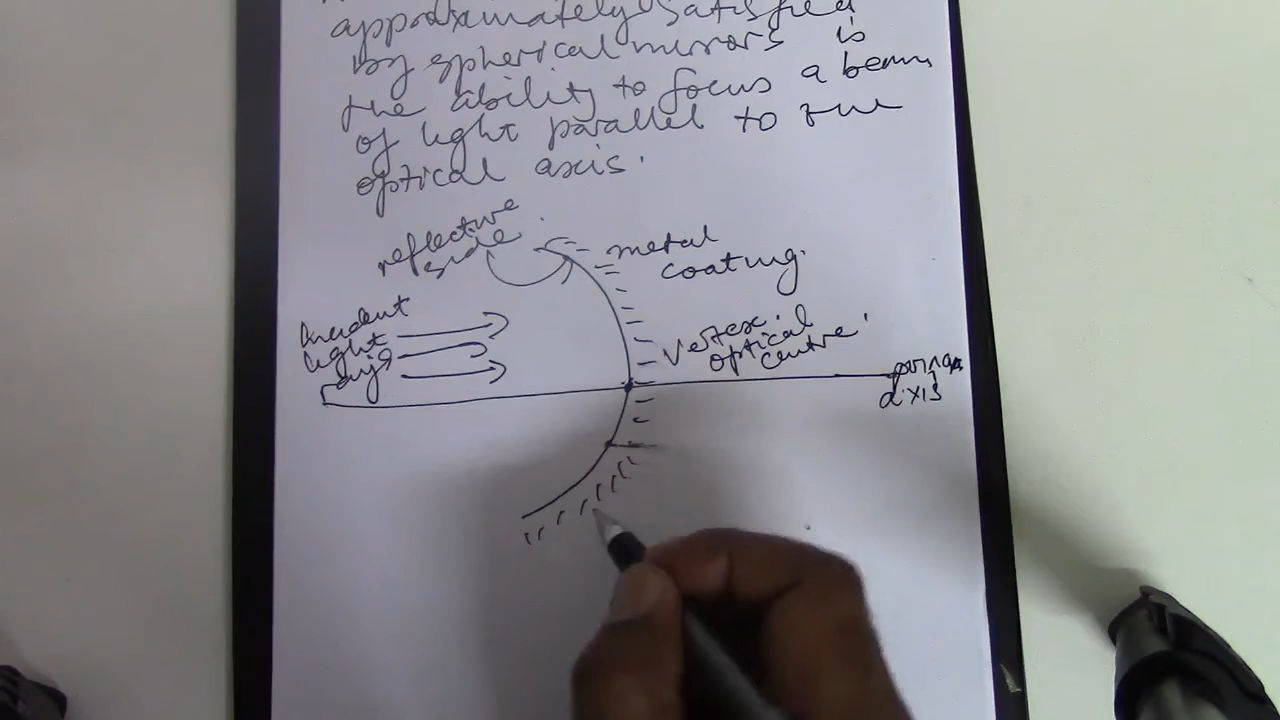 approximately satisfied
by spherical mirrors is
the ability to focus a beam
of light parallel to the
optical axis.
reflective
side
metal
coating.
Incident
light
rays
Vertex.
optical
centre.
axis